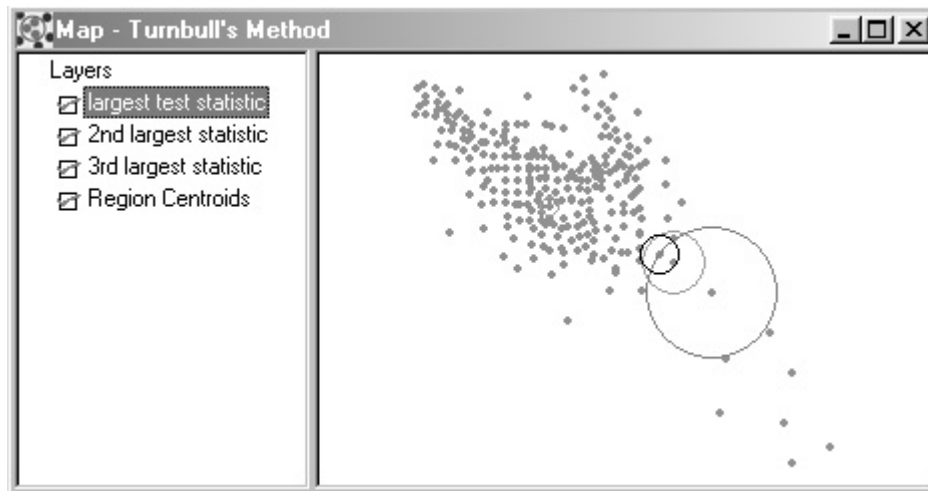 Map - Turnbull's Method
Layers
largest test statistic
2nd largest statistic
3rd largest statistic
Region Centroids